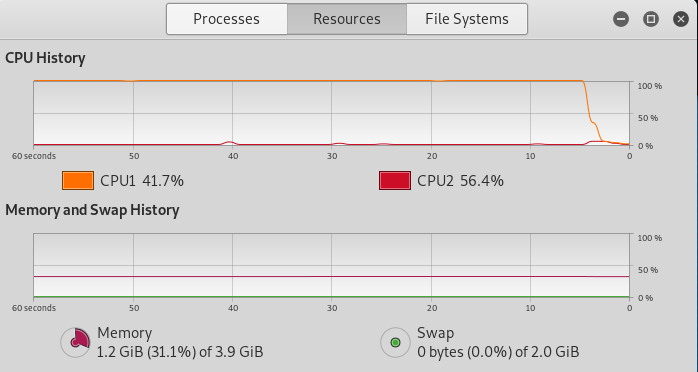 Processes Resources File Systems
CPU History
100 %
50 %
0 %
60 seconds 50 40 30 20 10 0
CPU1 41.7% CPU2 56.4%
Memory and Swap History
100 %
50 %
0 %
60 seconds 50 40 30 20 10 0
Memory Swap
1.2 GiB (31.1%) of 3.9 GiB 0 bytes (0.0%) of 2.0 GiB